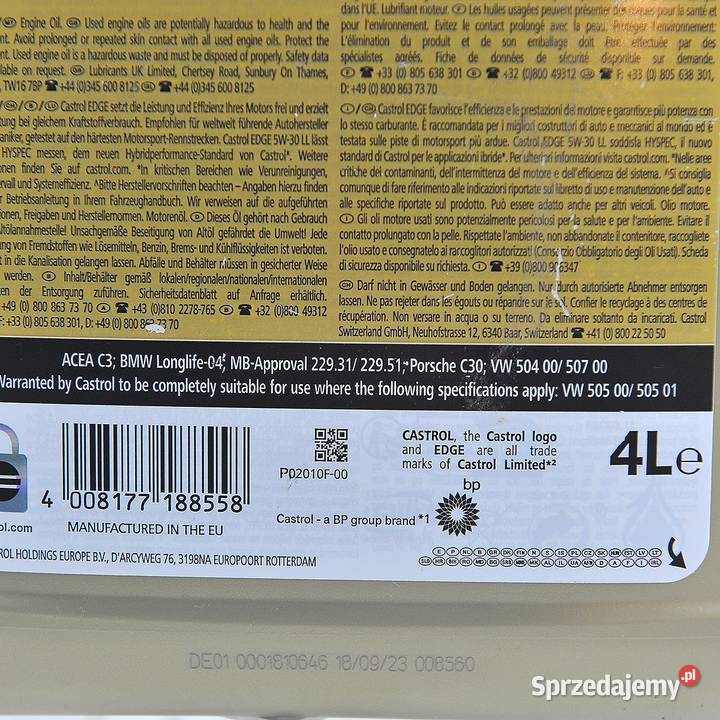 Engine Oil. Used engine oils are potentially hazardous to health and the
nt. Avoid prolonged or repeated skin contact with all used engine oils. Protect the
nt. Used engine oil is a hazardous waste and must be disposed of properly. Safety data
lable on request. Lubricants UK Limited, Chertsey Road, Sunbury On Thames,
, TW16 7BP +44 (0)345 600 8125 +44 (0)345 600 8125
Castrol EDGE setzt die Leistung und Effizienz Ihres Motors frei und erzielt
tung bei gleichem Kraftstoffverbrauch. Empfohlen für weltweit führende Autohersteller
aniker, getestet auf den härtesten Motorsport-Rennstrecken. Castrol EDGE 5W-30 LL lässt
HYSPEC messen, dem neuen Hybridperformance-Standard von Castrol*. Weitere
onen finden Sie auf castrol.com. *In kritischen Bereichen wie Verunreinigungen,
ervall und Systemeffizienz. ^Bitte Herstellervorschriften beachten – Angaben hierzu finden
r Betriebsanleitung in Ihrem Fahrzeughandbuch. Wir verweisen auf die aufgeführten
tionen, Freigaben und Herstellernormen. Motorenöl. Dieses Öl gehört nach Gebrauch
Altölannahmestelle! Unsachgemäße Beseitigung von Altöl gefährdet die Umwelt! Jede
ung von Fremdstoffen wie Lösemitteln, Benzin, Brems- und Kühlflüssigkeiten ist verboten.
t in die Kanalisation gelangen lassen. Abfälle und Behälter müssen in gesicherter Weise
werden. Inhalt/Behälter gemäß lokalen/regionalen/nationalen/internationalen
ten der Entsorgung zuführen. Sicherheitsdatenblatt auf Anfrage erhältlich.
+49 (0)800 863 73 70 +43 (0)810 2278-765 +32 (0)800 49312
F: +33 (0) 805 638 301, D: +49 (0)800 863 73 70
dans l'UE. Lubrifiant moteur. Les huiles usagées peuvent présenter des risques pour la santé et
pour l'environnement. Evitez le contact prolongé avec la peau. Protégez l'environnement:
L'élimination du produit et de son emballage doit être effectuée par des
spécialistes agréés. Fiche de données de sécurité disponible sur demande.
+33 (0) 805 638 301 +32 (0)800 49312 F: +33 (0) 805 638 301,
D: +49 (0) 800 863 73 70
Castrol EDGE favorisce l'efficienza e le prestazioni del motore e garantisce più potenza con
lo stesso carburante. È raccomandata per i migliori costruttori di auto e meccanici al mondo ed è
testata sulle piste di motorsport più ardue. Castrol EDGE 5W-30 LL soddisfa HYSPEC, il nuovo
standard di Castrol per le applicazioni ibride*. Per ulteriori informazioni visita castrol.com. *Nelle aree
critiche dei contaminanti, dell'intermittenza del motore e dell'efficienza del sistema. ^Si consiglia
comunque di fare riferimento alle indicazioni riportate sul libretto di uso e manutenzione dell'auto e
alle specifiche riportate sul prodotto. Può essere adatto anche per altri veicoli. Olio motore.
Gli oli motore usati sono potenzialmente pericolosi per la salute e per l'ambiente. Evitare il
contatto prolungato con la pelle. Rispettate l'ambiente, non abbandonate il contenitore, raccogliete
l'olio usato e consegnatelo ai raccoglitori autorizzati (Consorzio Obbligatorio degli Oli Usati). Scheda
di sicurezza disponibile su richiesta. +39 (0)800 9 6347
Darf nicht in Gewässer und Boden gelangen. Nur durch autorisierte Abnehmer entsorgen
lassen. Ne pas rejeter dans les égouts ou répandre sur le sol. Confier le recyclage à des centres de
récupération. Non versare in acqua o su terreno. Da eliminare soltanto da incaricati. Castrol
Switzerland GmbH, Neuhofstrasse 12, 6340 Baar, Switzerland +41 (0) 800 22 50 50
ACEA C3; BMW Longlife-04; MB-Approval 229.31/ 229.51; Porsche C30; VW 504 00/ 507 00
Warranted by Castrol to be completely suitable for use where the following specifications apply: VW 505 00/ 505 01
4 008177 188558
P02010F-00
MANUFACTURED IN THE EU
ol.com
ROL HOLDINGS EUROPE B.V., D'ARCYWEG 76, 3198NA EUROPOORT ROTTERDAM
CASTROL, the Castrol logo
and EDGE are all trade
marks of Castrol Limited*²
bp
Castrol - a BP group brand *1
4L e
DE01 0001810646 18/09/23 008560
Sprzedajemy.pl